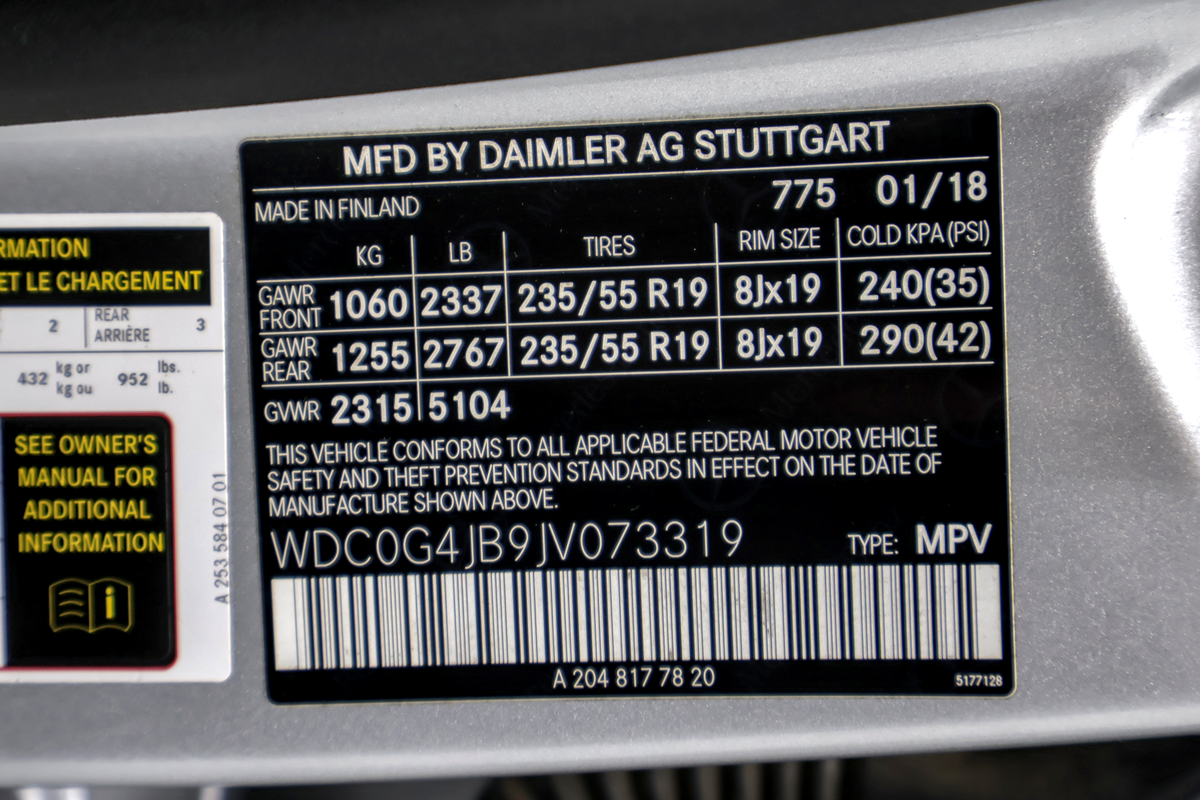 RMATION
ET LE CHARGEMENT
2 REAR ARRIÈRE 3
432 kg or kg ou 952 lbs. lb.
SEE OWNER'S
MANUAL FOR
ADDITIONAL
INFORMATION
A 253 584 07 01
MFD BY DAIMLER AG STUTTGART
MADE IN FINLAND 775 01/18
KG LB TIRES RIM SIZE COLD KPA (PSI)
GAWR FRONT 1060 2337 235/55 R19 8Jx19 240(35)
GAWR REAR 1255 2767 235/55 R19 8Jx19 290(42)
GVWR 2315 5104
THIS VEHICLE CONFORMS TO ALL APPLICABLE FEDERAL MOTOR VEHICLE
SAFETY AND THEFT PREVENTION STANDARDS IN EFFECT ON THE DATE OF
MANUFACTURE SHOWN ABOVE.
WDC0G4JB9JV073319 TYPE: MPV
A 204 817 78 20 5177128